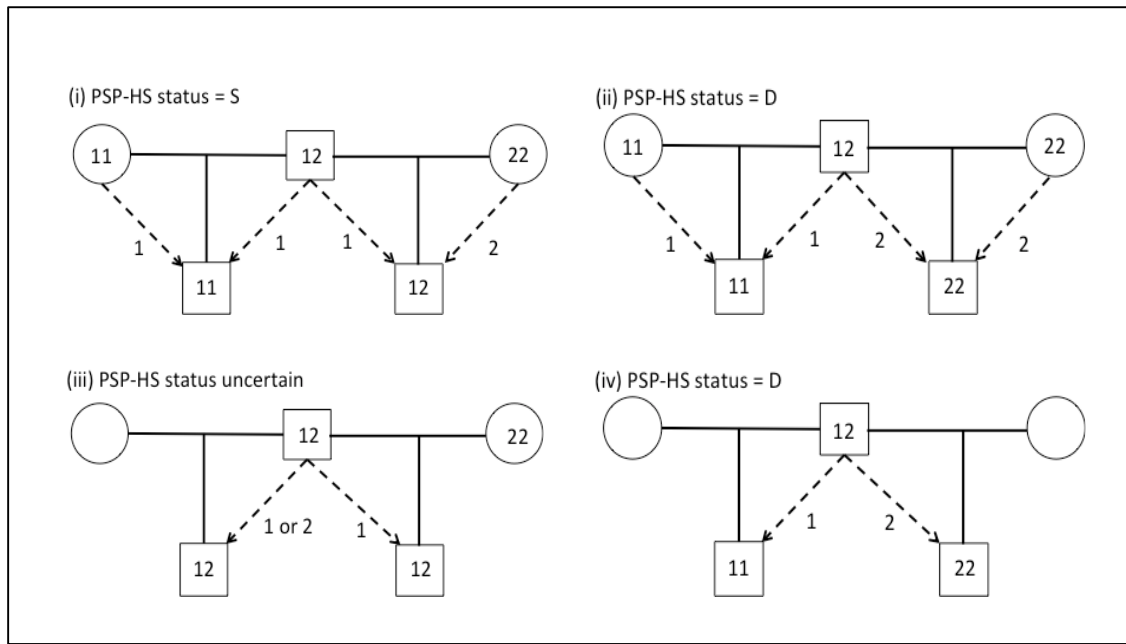 (i) PSP-HS status = S
11 12 22
1 1 1 2
11 12
(ii) PSP-HS status = D
11 12 22
1 1 2 2
11 22
(iii) PSP-HS status uncertain
12 22
1 or 2 1
12 12
(iv) PSP-HS status = D
12
1 2
11 22